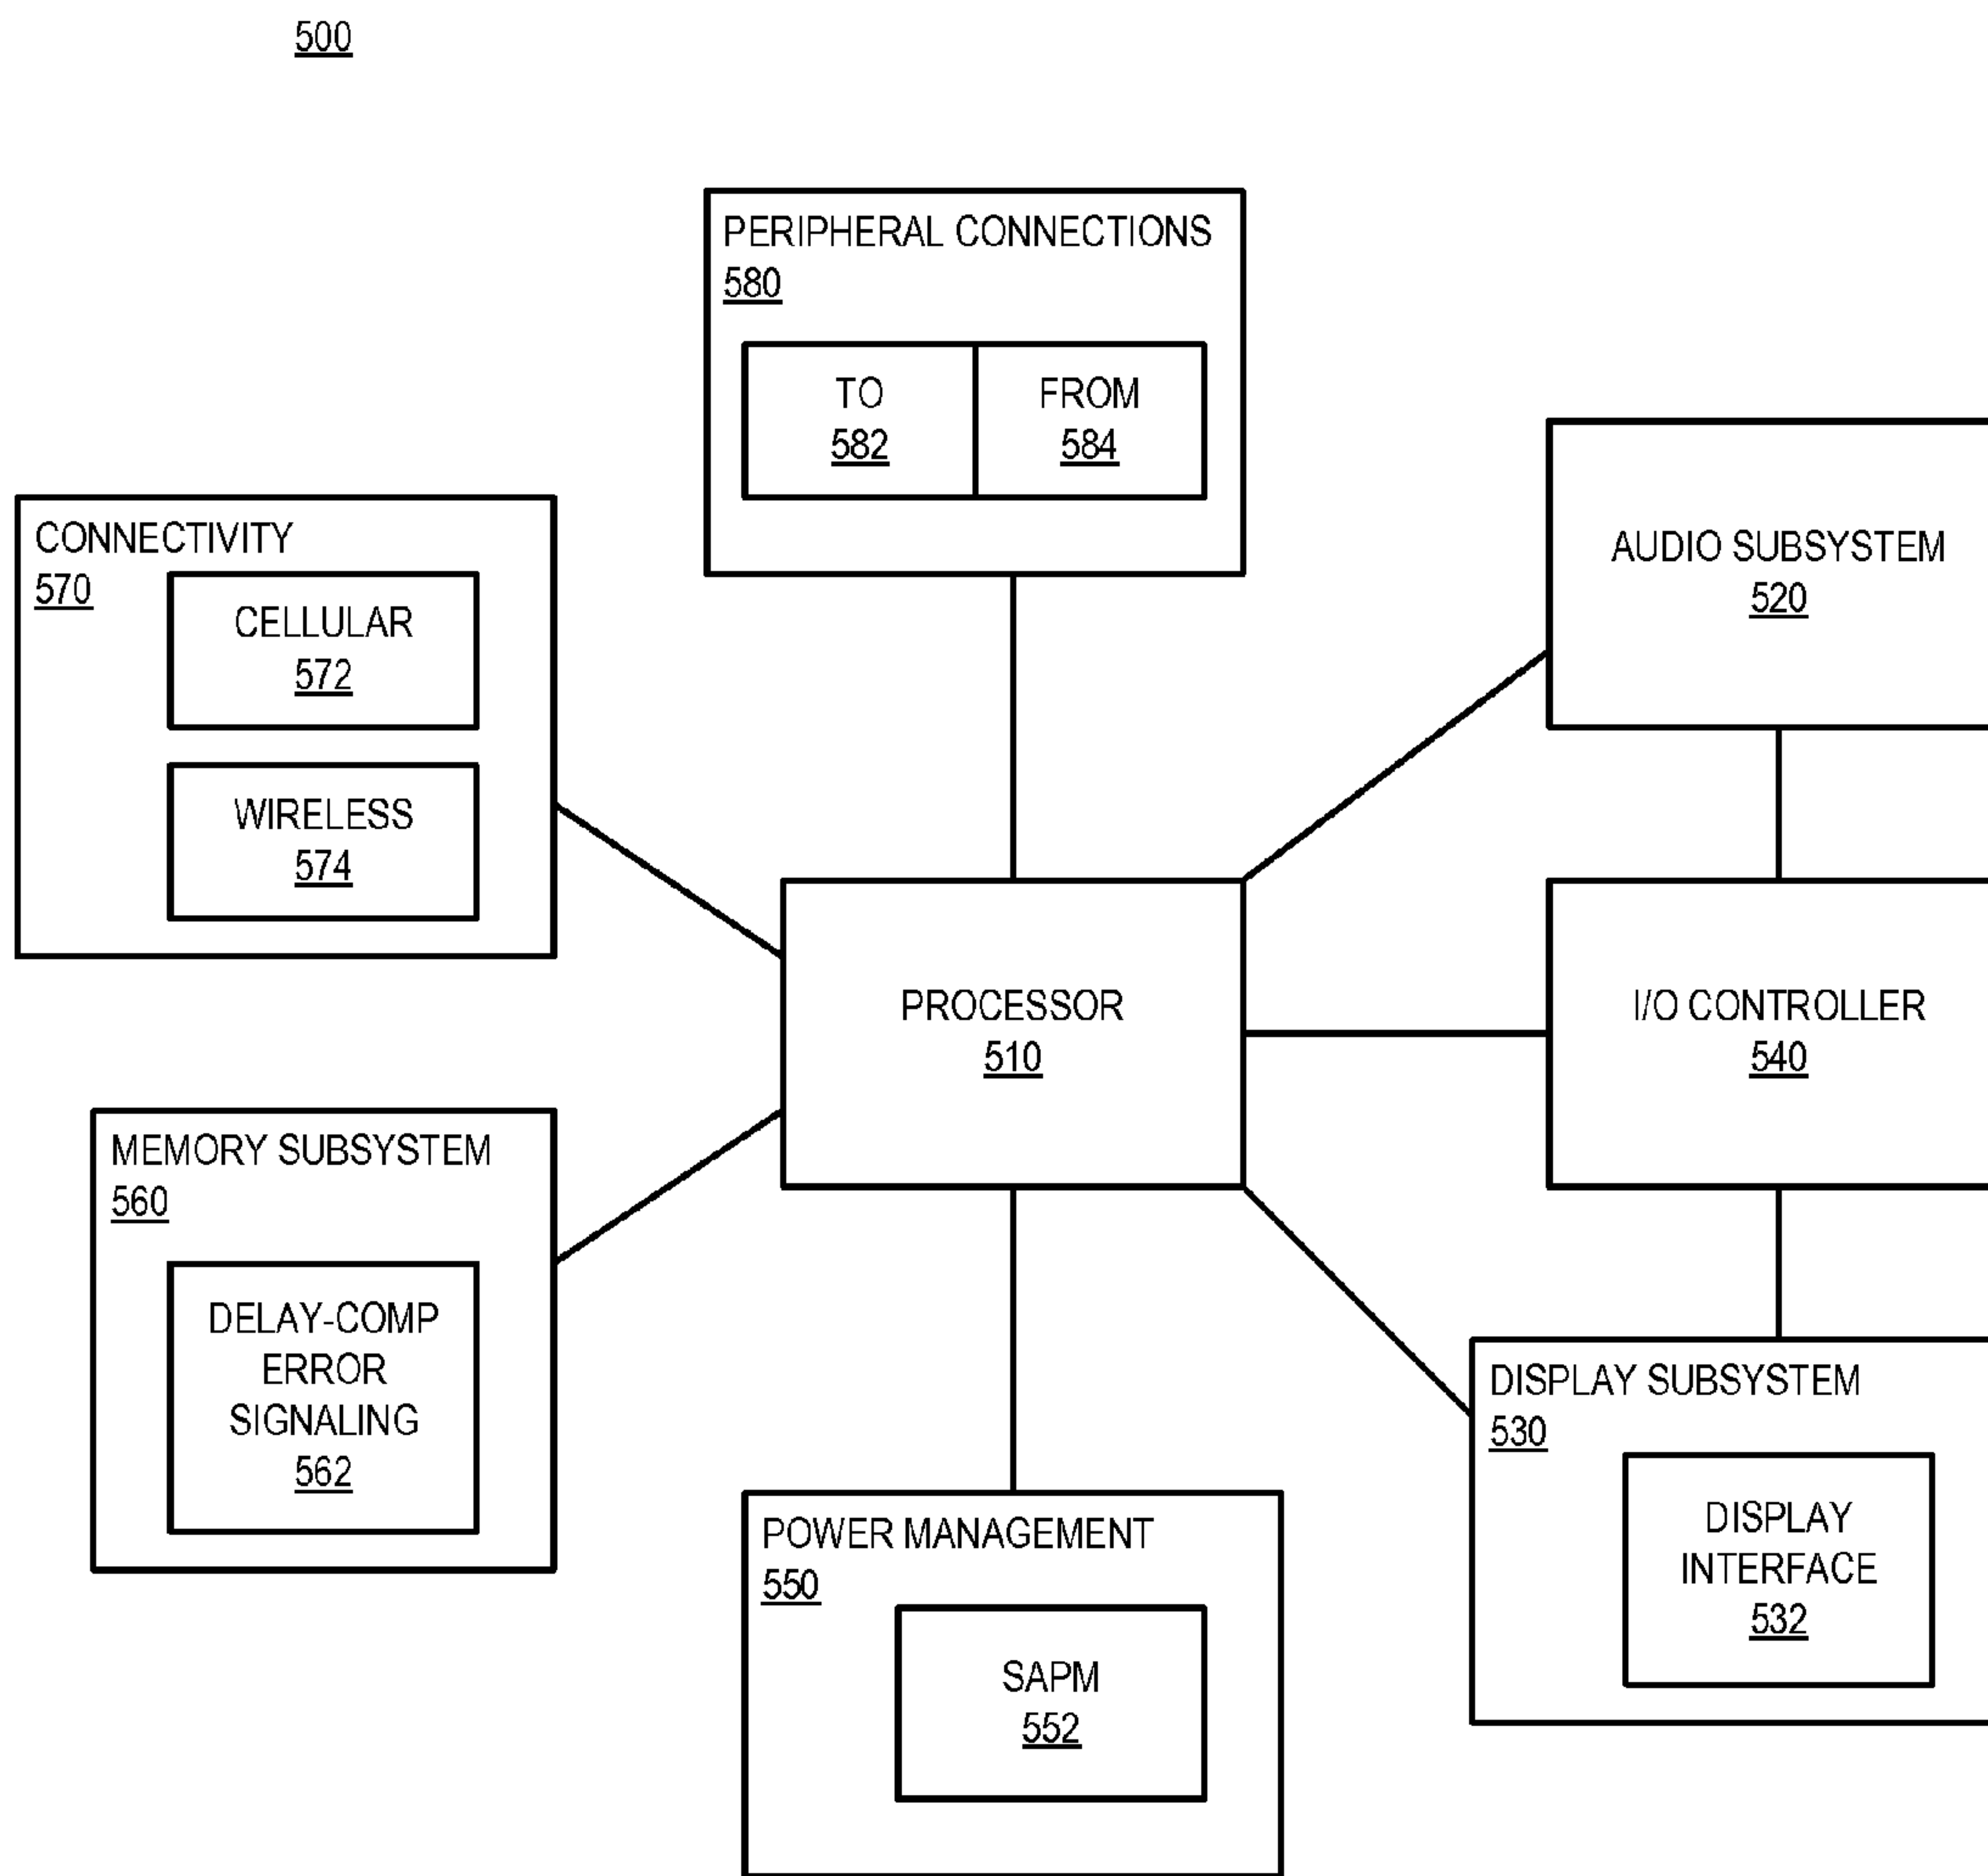 500
PERIPHERAL CONNECTIONS
580
TO
582
FROM
584
CONNECTIVITY
570
CELLULAR
572
WIRELESS
574
AUDIO SUBSYSTEM
520
PROCESSOR
510
I/O CONTROLLER
540
MEMORY SUBSYSTEM
560
DELAY-COMP
ERROR
SIGNALING
562
POWER MANAGEMENT
550
SAPM
552
DISPLAY SUBSYSTEM
530
DISPLAY
INTERFACE
532